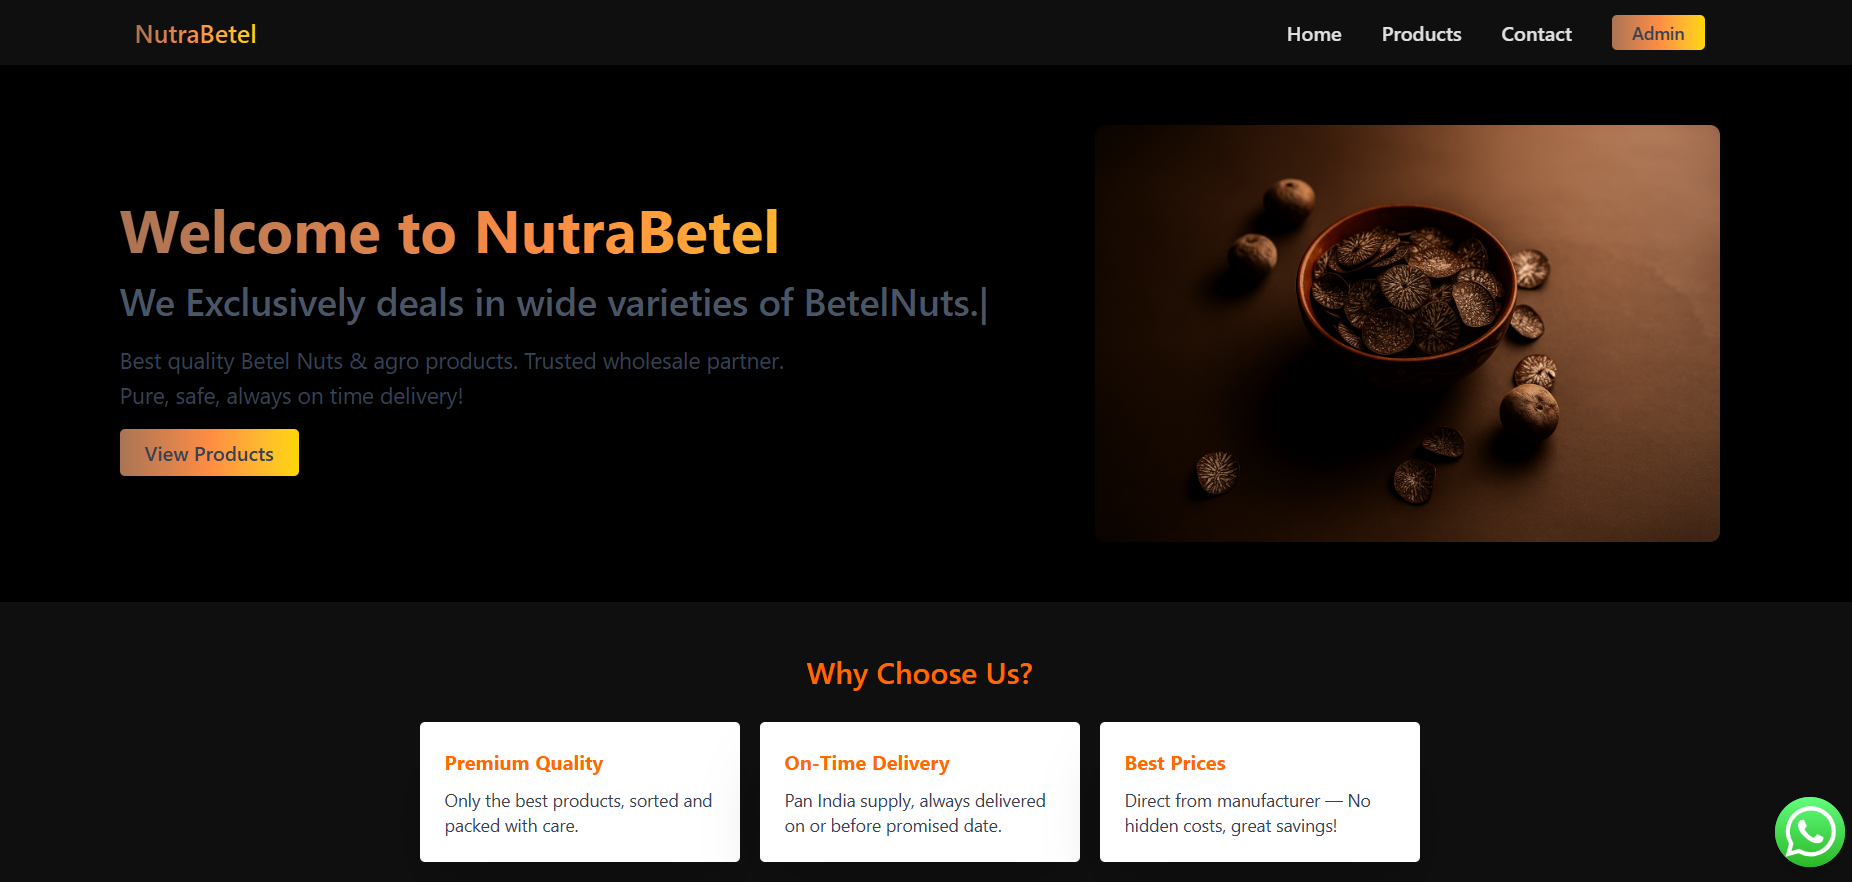 NutraBetel
Home
Products
Contact
Admin
Welcome to NutraBetel
We Exclusively deals in wide varieties of BetelNuts.|
Best quality Betel Nuts & agro products. Trusted wholesale partner.
Pure, safe, always on time delivery!
View Products
Why Choose Us?
Premium Quality
Only the best products, sorted and
packed with care.
On-Time Delivery
Pan India supply, always delivered
on or before promised date.
Best Prices
Direct from manufacturer — No
hidden costs, great savings!